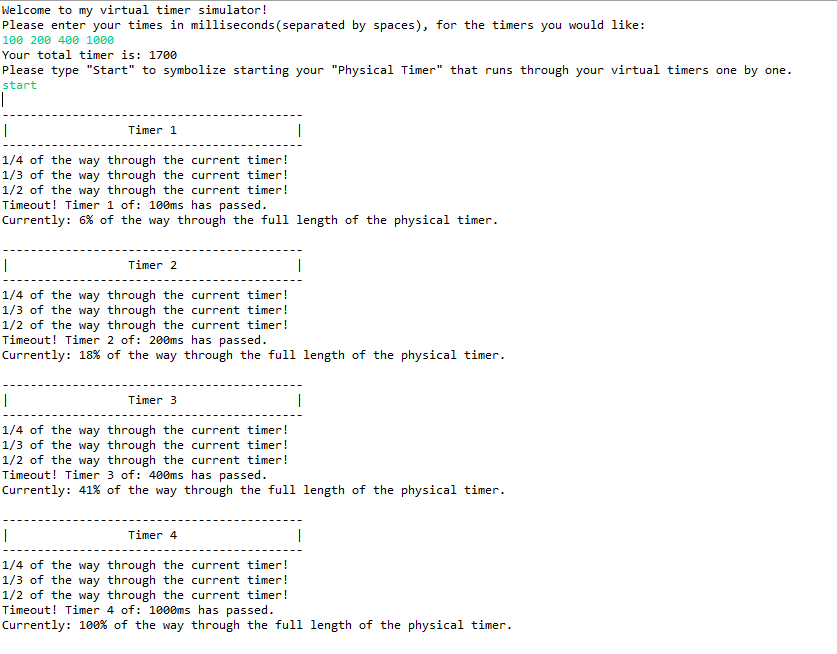 Welcome to my virtual timer simulator!
Please enter your times in milliseconds(separated by spaces), for the timers you would like:
100 200 400 1000
Your total timer is: 1700
Please type "Start" to symbolize starting your "Physical Timer" that runs through your virtual timers one by one.
start
-------------------------------------------
| Timer 1 |
-------------------------------------------
1/4 of the way through the current timer!
1/3 of the way through the current timer!
1/2 of the way through the current timer!
Timeout! Timer 1 of: 100ms has passed.
Currently: 6% of the way through the full length of the physical timer.
-------------------------------------------
| Timer 2 |
-------------------------------------------
1/4 of the way through the current timer!
1/3 of the way through the current timer!
1/2 of the way through the current timer!
Timeout! Timer 2 of: 200ms has passed.
Currently: 18% of the way through the full length of the physical timer.
-------------------------------------------
| Timer 3 |
-------------------------------------------
1/4 of the way through the current timer!
1/3 of the way through the current timer!
1/2 of the way through the current timer!
Timeout! Timer 3 of: 400ms has passed.
Currently: 41% of the way through the full length of the physical timer.
-------------------------------------------
| Timer 4 |
-------------------------------------------
1/4 of the way through the current timer!
1/3 of the way through the current timer!
1/2 of the way through the current timer!
Timeout! Timer 4 of: 1000ms has passed.
Currently: 100% of the way through the full length of the physical timer.